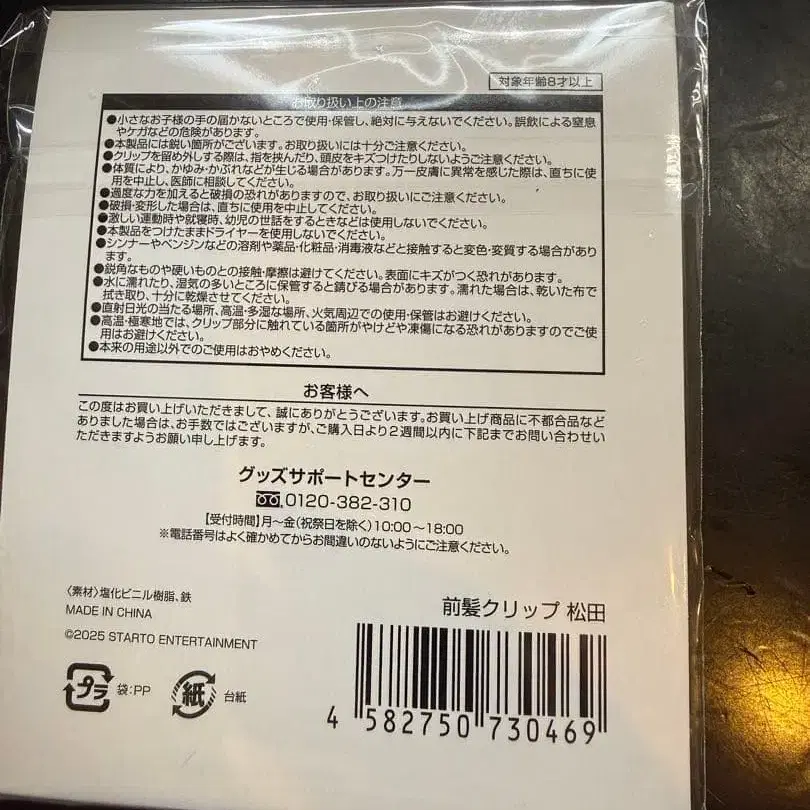 対象年齢8才以上
お取り扱い上の注意
●小さなお子様の手の届かないところで使用・保管し、絶対に与えないでください。誤飲による窒息
やケガなどの危険があります。
●本製品には鋭い箇所がございます。お取り扱いには十分ご注意ください。
●クリップを留め外しする際は、指を挟んだり、頭皮をキズつけたりしないようご注意ください。
●体質により、かゆみ・かぶれなどが生じる場合があります。万一皮膚に異常を感じた際は、直ちに使
用を中止し、医師に相談してください。
●過度な力を加えると破損の恐れがありますので、お取り扱いにご注意ください。
●破損・変形した場合は、直ちに使用を中止してください。
●激しい運動時や就寝時、幼児の世話をするときなどは使用しないでください。
●本製品をつけたままドライヤーを使用しないでください。
●シンナーやベンジンなどの溶剤や薬品・化粧品・消毒液などと接触すると変色・変質する場合があり
ます。
●鋭角なものや硬いものとの接触・摩擦は避けてください。表面にキズがつく恐れがあります。
●水に濡れたり、湿気の多いところに保管すると錆びる場合があります。濡れた場合は、乾いた布で
拭き取り、十分に乾燥させてください。
●直射日光の当たる場所、高温・多湿な場所、火気周辺での使用・保管はお避けください。
●高温・極寒地では、クリップ部分に触れている箇所がやけどや凍傷になる恐れがありますのでご使
用はお避けください。
●本来の用途以外でのご使用はおやめください。
お客様へ
この度はお買い上げいただきまして、誠にありがとうございます。お買い上げ商品に不都合品など
ありました場合は、お手数ではございますが、ご購入日より2週間以内に下記までお問い合わせい
ただきますようお願い申し上げます。
グッズサポートセンター
0120-382-310
【受付時間】月～金(祝祭日を除く)10:00～18:00
※電話番号はよく確かめてからお間違いのないようにご注意ください。
〈素材〉塩化ビニル樹脂、鉄
MADE IN CHINA
©2025 STARTO ENTERTAINMENT
プラ 袋:PP 紙 台紙
前髪クリップ 松田
4 582750 730469